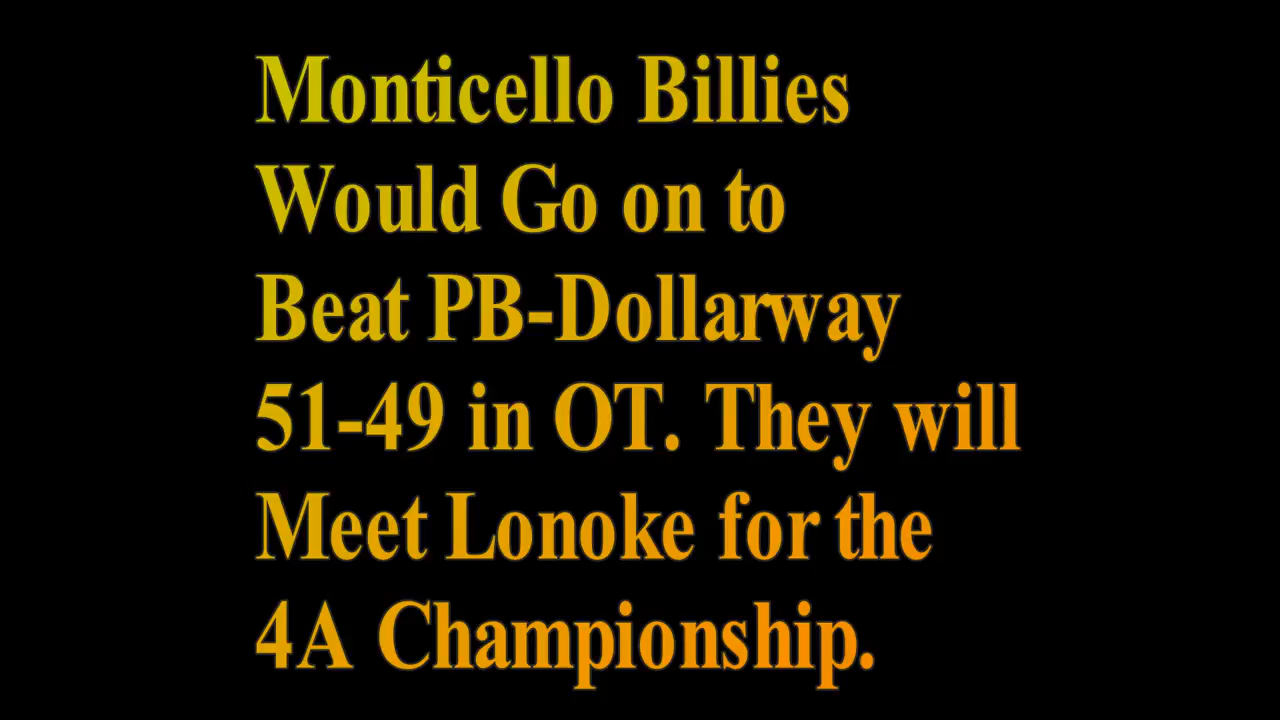 Monticello Billies
Would Go on to
Beat PB-Dollarway
51-49 in OT. They will
Meet Lonoke for the
4A Championship.